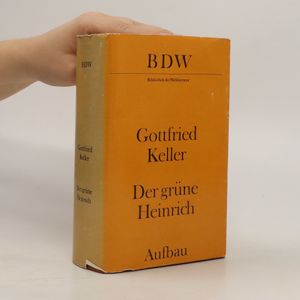 BDW
Gottfried
Keller
Der grüne
Heinrich
BDW
Bibliothek der Weltliteratur
Gottfried
Keller
Der grüne
Heinrich
Aufbau